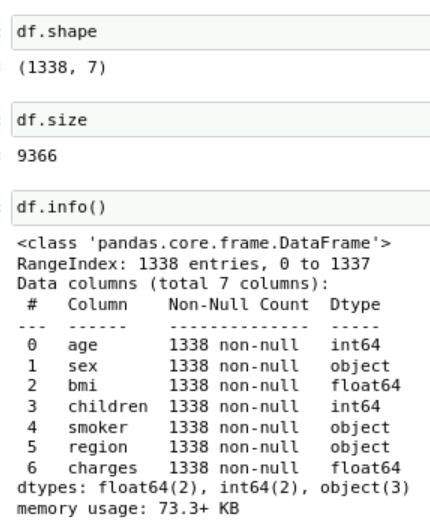 df.shape
(1338, 7)
df.size
9366
df.info()
<class 'pandas.core.frame.DataFrame'>
RangeIndex: 1338 entries, 0 to 1337
Data columns (total 7 columns):
 #   Column    Non-Null Count  Dtype
---  ------    --------------  -----
 0   age       1338 non-null   int64
 1   sex       1338 non-null   object
 2   bmi       1338 non-null   float64
 3   children  1338 non-null   int64
 4   smoker    1338 non-null   object
 5   region    1338 non-null   object
 6   charges   1338 non-null   float64
dtypes: float64(2), int64(2), object(3)
memory usage: 73.3+ KB